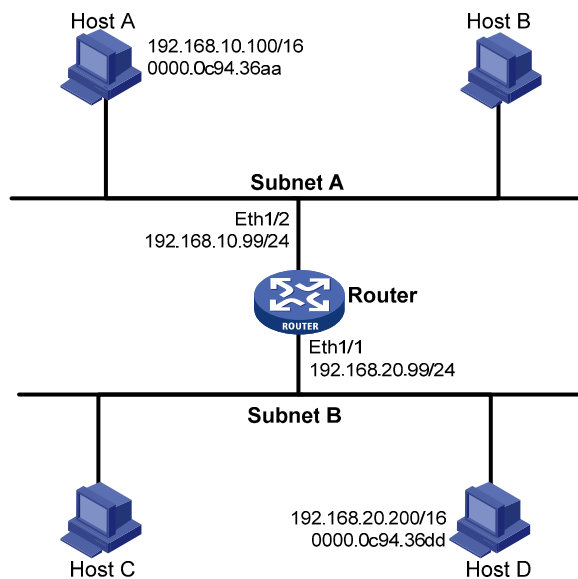 Host A
Host B
192.168.10.100/16
0000.0c94.36aa
Subnet A
Eth1/2
192.168.10.99/24
Router
ROUTER
Eth1/1
192.168.20.99/24
Subnet B
192.168.20.200/16
0000.0c94.36dd
Host C
Host D